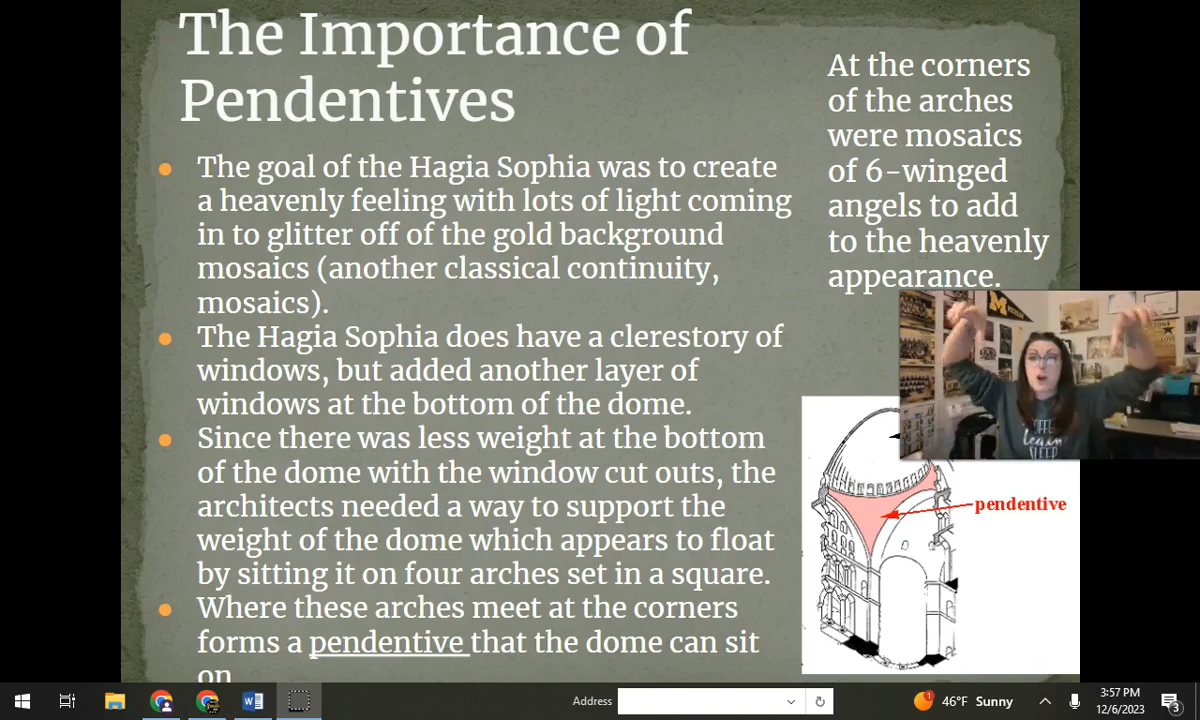 The Importance of
Pendentives
The goal of the Hagia Sophia was to create
a heavenly feeling with lots of light coming
in to glitter off of the gold background
mosaics (another classical continuity,
mosaics).
The Hagia Sophia does have a clerestory of
windows, but added another layer of
windows at the bottom of the dome.
Since there was less weight at the bottom
of the dome with the window cut outs, the
architects needed a way to support the
weight of the dome which appears to float
by sitting it on four arches set in a square.
Where these arches meet at the corners
forms a pendentive that the dome can sit
on
At the corners
of the arches
were mosaics
of 6-winged
angels to add
to the heavenly
appearance.
M
learn
SLEEP
pendentive
Address
1
46°F Sunny
3:57 PM
12/6/2023
3